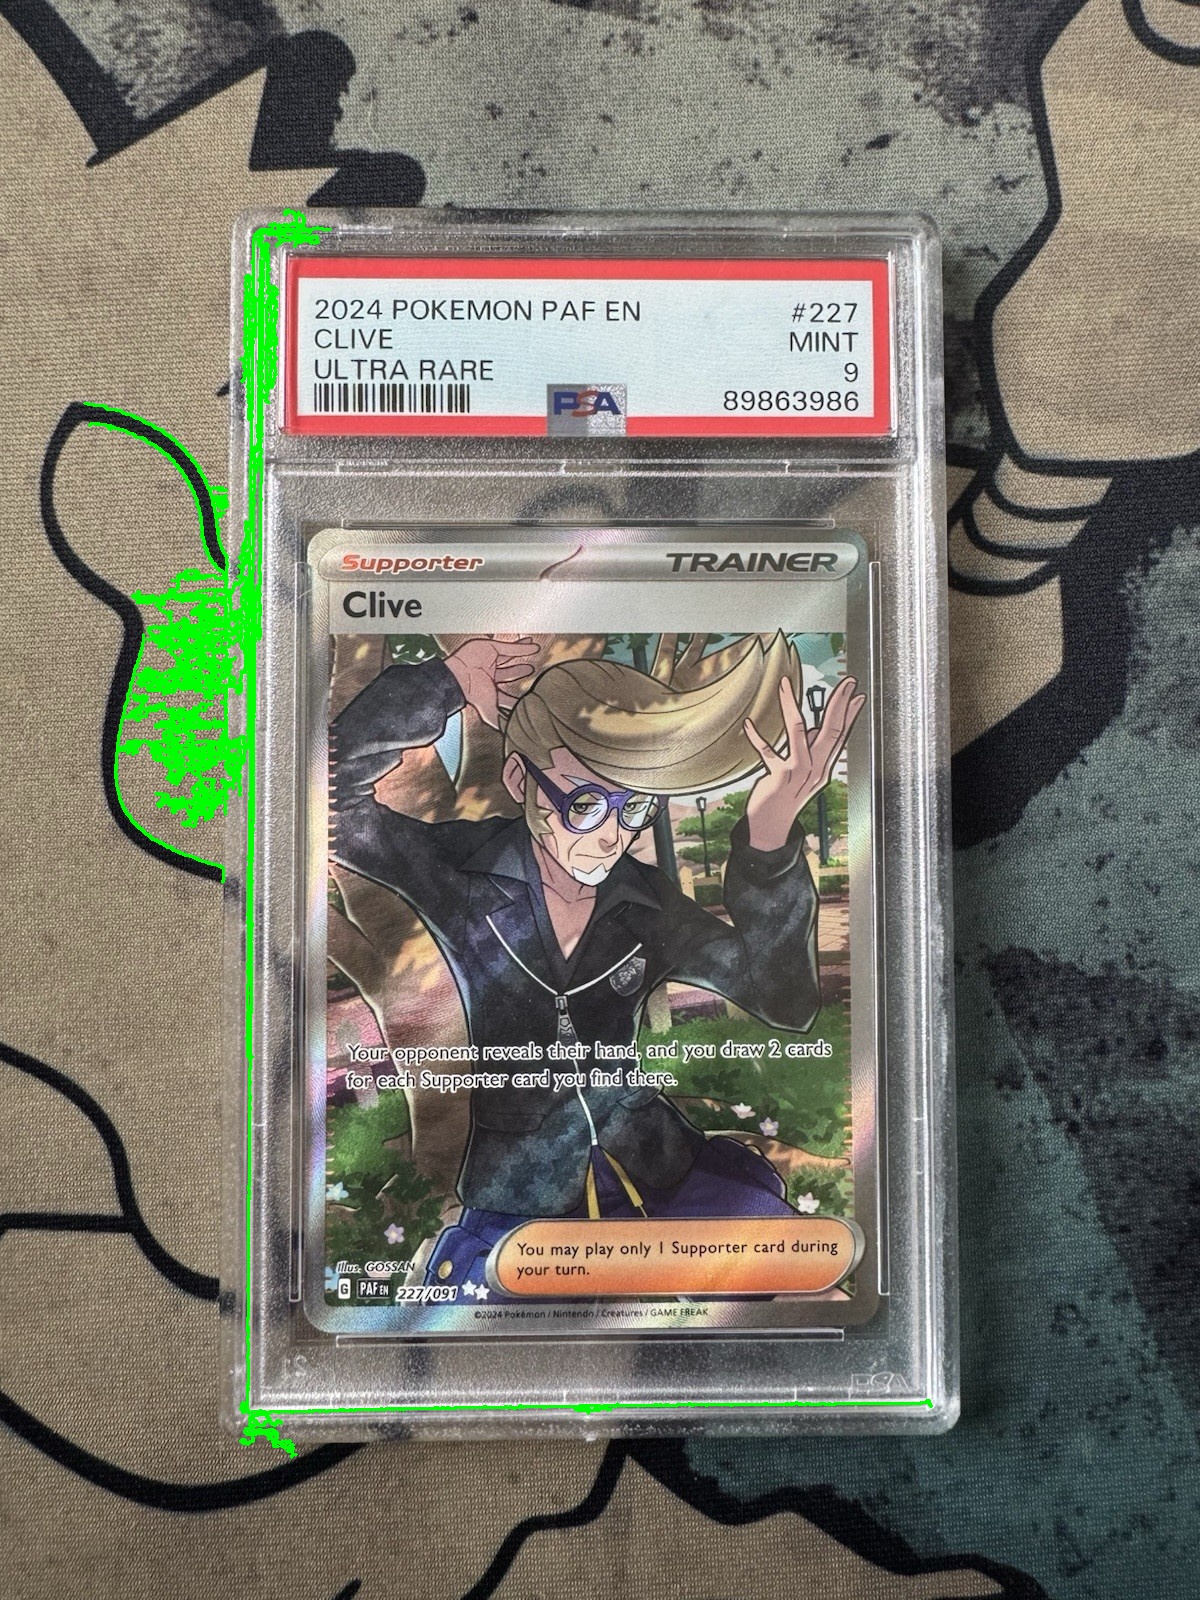 2024 POKEMON PAF EN #227
CLIVE MINT
ULTRA RARE 9
PSA 89863986
Supporter TRAINER
Clive
Your opponent reveals their hand, and you draw 2 cards
for each Supporter card you find there.
You may play only 1 Supporter card during
your turn.
Illus. GOSSAN
G PAF EN 227/091
©2024 Pokémon / Nintendo / Creatures / GAME FREAK
PSA